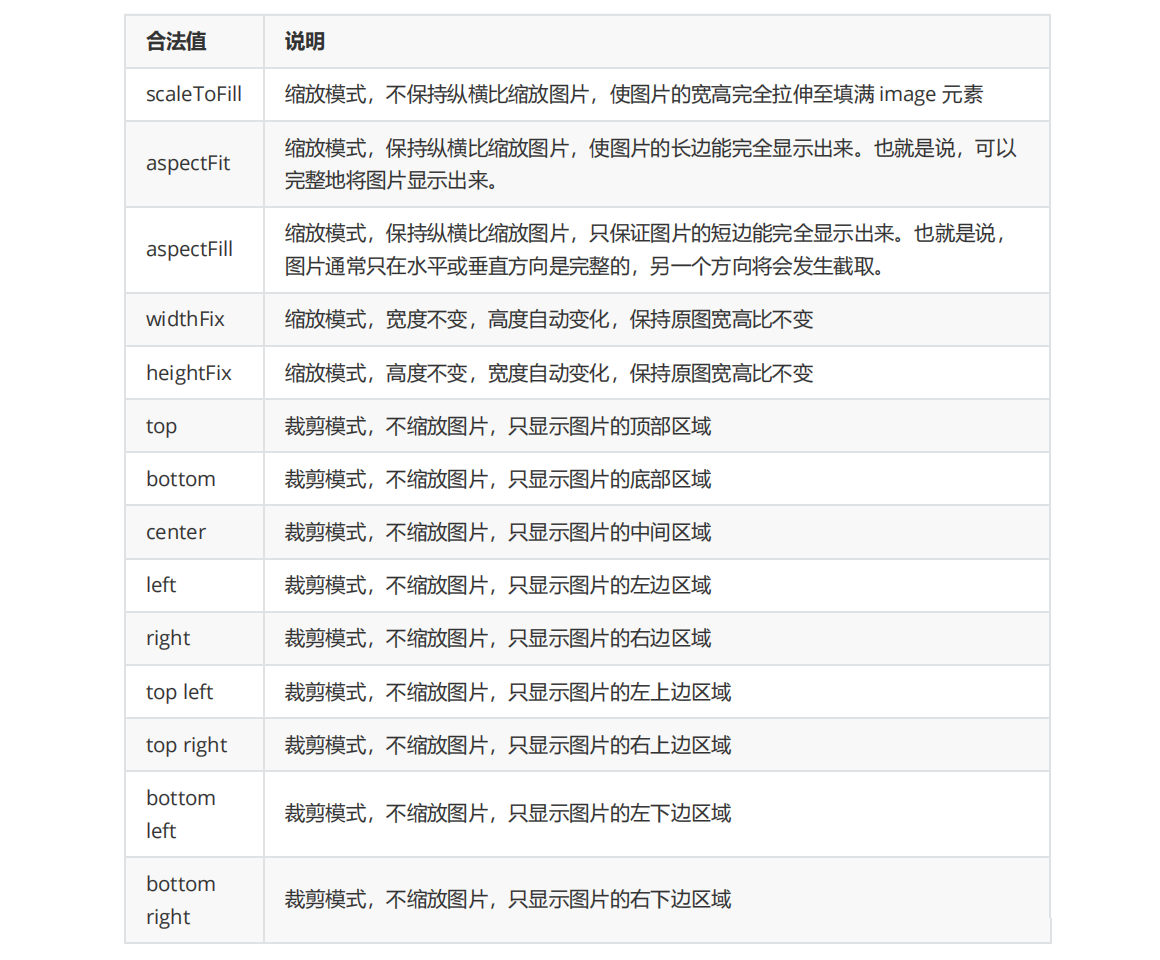 合法值 说明
scaleToFill 缩放模式，不保持纵横比缩放图片，使图片的宽高完全拉伸至填满 image 元素
aspectFit 缩放模式，保持纵横比缩放图片，使图片的长边能完全显示出来。也就是说，可以
完整地将图片显示出来。
aspectFill 缩放模式，保持纵横比缩放图片，只保证图片的短边能完全显示出来。也就是说，
图片通常只在水平或垂直方向是完整的，另一个方向将会发生截取。
widthFix 缩放模式，宽度不变，高度自动变化，保持原图宽高比不变
heightFix 缩放模式，高度不变，宽度自动变化，保持原图宽高比不变
top 裁剪模式，不缩放图片，只显示图片的顶部区域
bottom 裁剪模式，不缩放图片，只显示图片的底部区域
center 裁剪模式，不缩放图片，只显示图片的中间区域
left 裁剪模式，不缩放图片，只显示图片的左边区域
right 裁剪模式，不缩放图片，只显示图片的右边区域
top left 裁剪模式，不缩放图片，只显示图片的左上边区域
top right 裁剪模式，不缩放图片，只显示图片的右上边区域
bottom
left 裁剪模式，不缩放图片，只显示图片的左下边区域
bottom
right 裁剪模式，不缩放图片，只显示图片的右下边区域